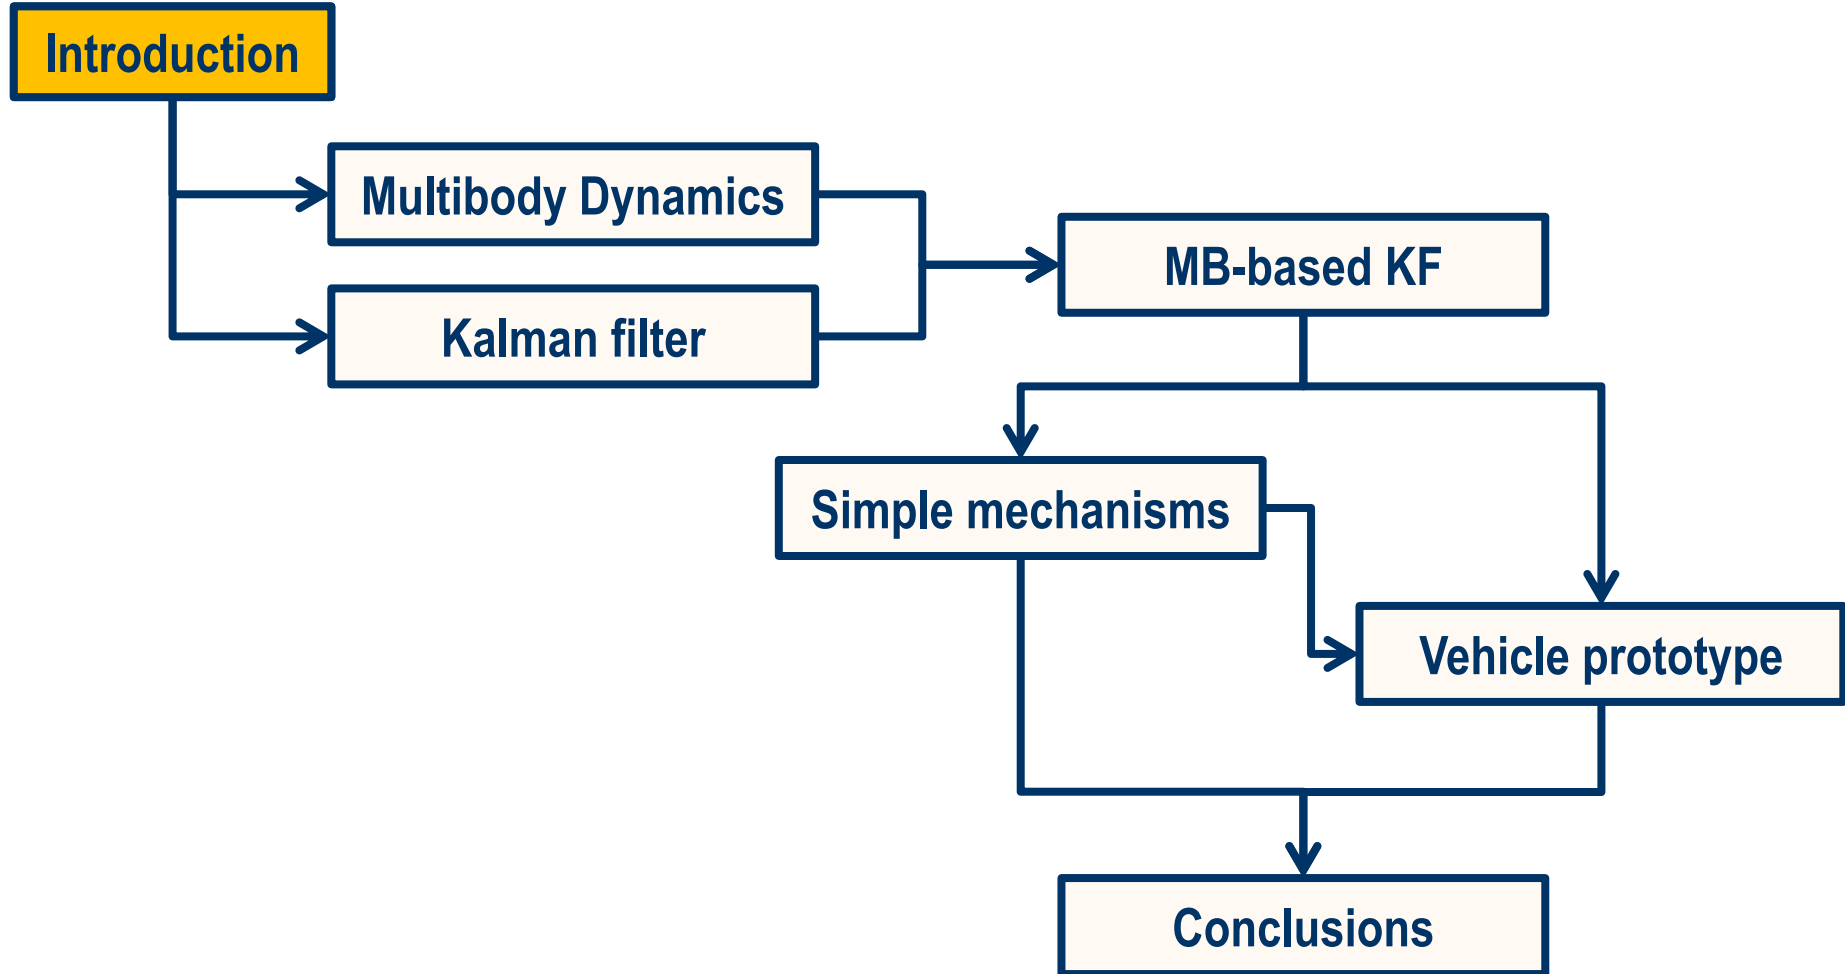 Introduction
Multibody Dynamics
Kalman filter
MB-based KF
Simple mechanisms
Vehicle prototype
Conclusions